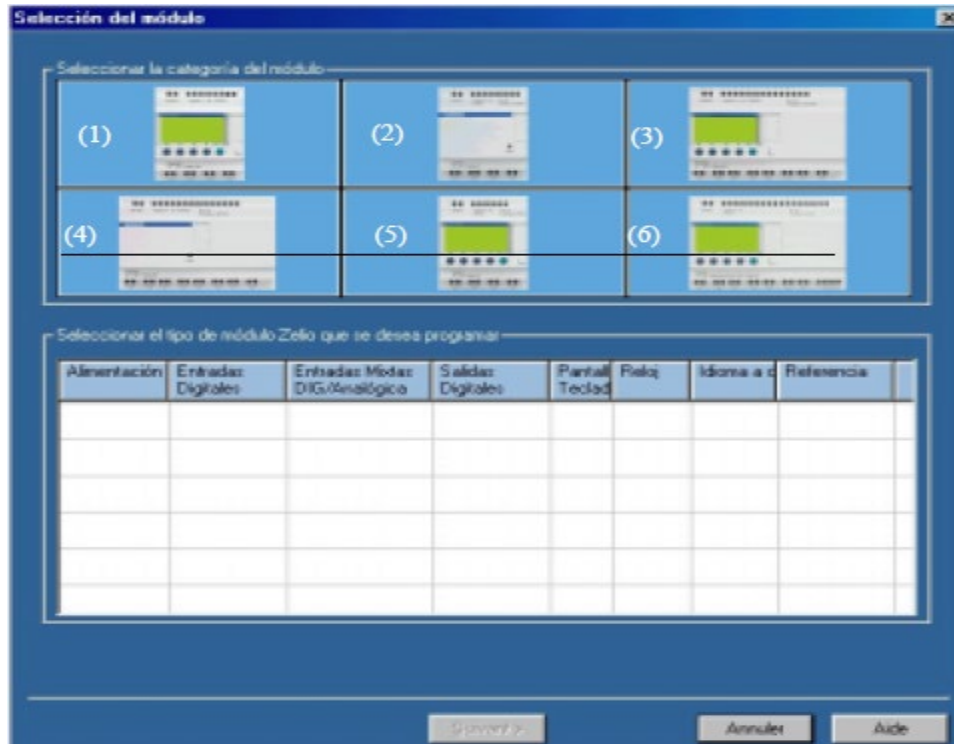 Selección del módulo
Seleccionar la categoría del módulo
(1)
(2)
(3)
(4)
(5)
(6)
Seleccionar el tipo de módulo Zelio que se desea programar
Alimentación
Entradas Digitales
Entradas Mixtas DIG/Analógica
Salidas Digitales
Pantall Teclad
Reloj
Idioma a c
Referencia
Annuler
Aide